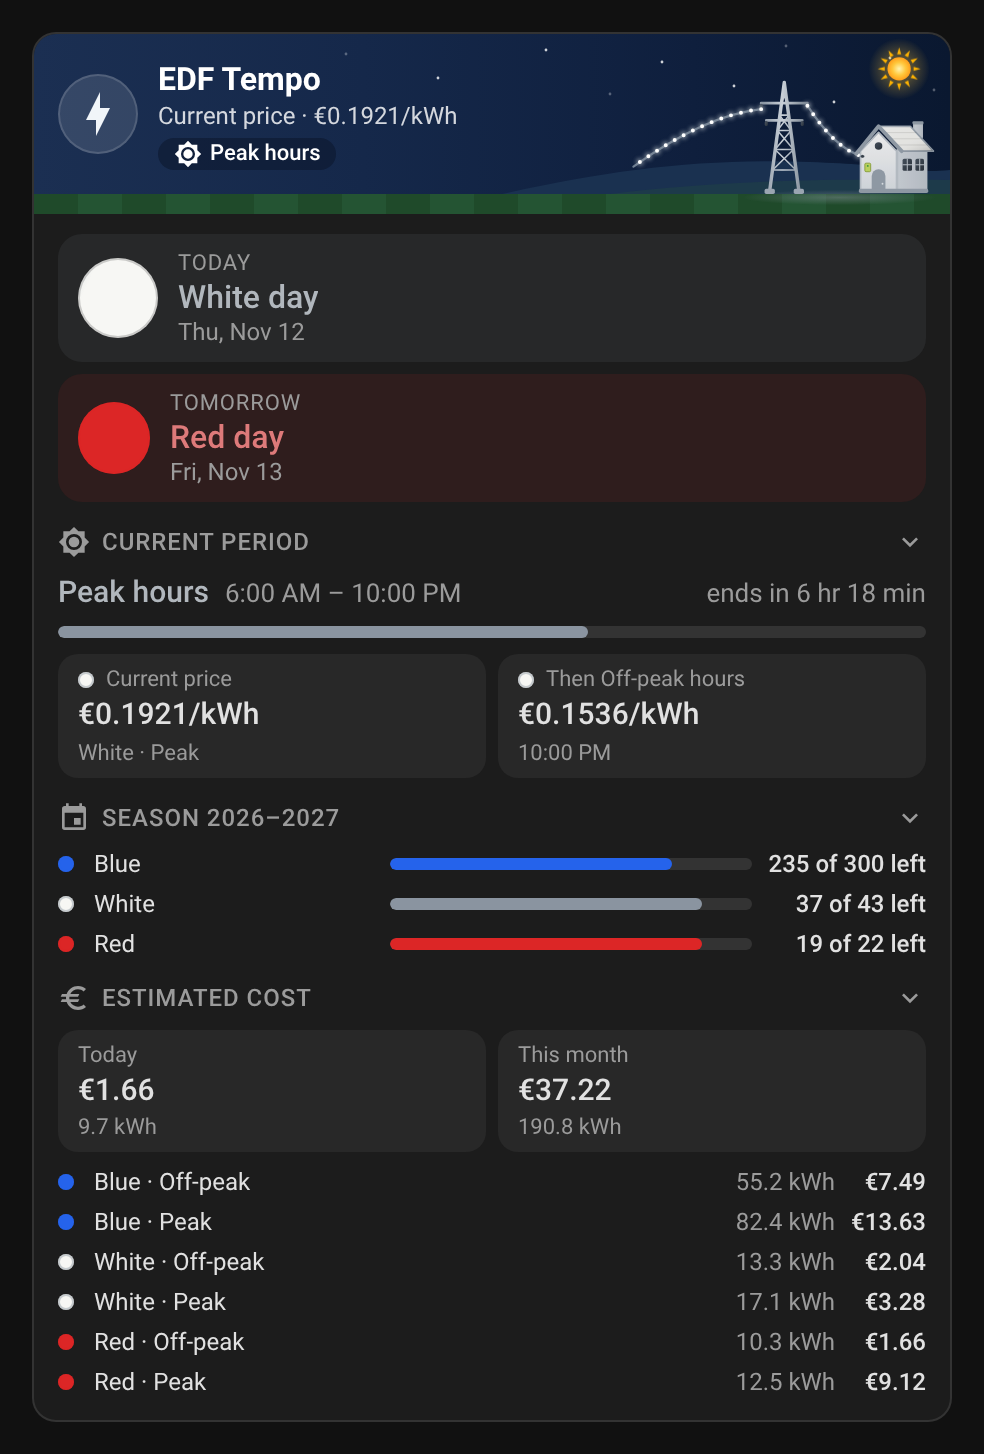 EDF Tempo
Current price · €0.1921/kWh
Peak hours
TODAY
White day
Thu, Nov 12
TOMORROW
Red day
Fri, Nov 13
CURRENT PERIOD
Peak hours 6:00 AM – 10:00 PM ends in 6 hr 18 min
Current price
€0.1921/kWh
White · Peak
Then Off-peak hours
€0.1536/kWh
10:00 PM
SEASON 2026–2027
Blue 235 of 300 left
White 37 of 43 left
Red 19 of 22 left
ESTIMATED COST
Today
€1.66
9.7 kWh
This month
€37.22
190.8 kWh
Blue · Off-peak 55.2 kWh €7.49
Blue · Peak 82.4 kWh €13.63
White · Off-peak 13.3 kWh €2.04
White · Peak 17.1 kWh €3.28
Red · Off-peak 10.3 kWh €1.66
Red · Peak 12.5 kWh €9.12